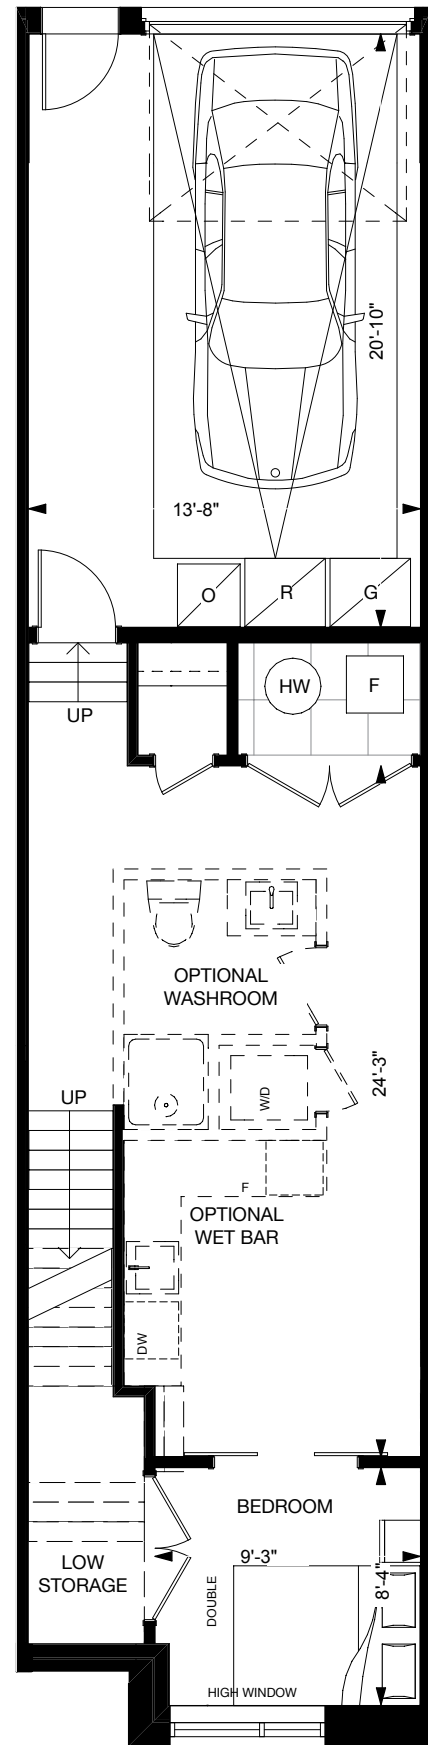 20'-10"
13'-8"
O
R
G
UP
HW
F
OPTIONAL
WASHROOM
24'-3"
W/D
UP
F
OPTIONAL
WET BAR
DW
BEDROOM
LOW
STORAGE
9'-3"
8'-4"
DOUBLE
HIGH WINDOW